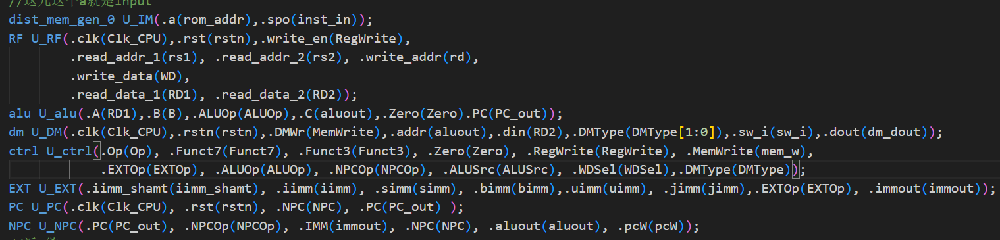 //这儿这个a就是input
dist_mem_gen_0 U_IM(.a(rom_addr),.spo(inst_in));
RF U_RF(.clk(Clk_CPU),.rst(rstn),.write_en(RegWrite),
.read_addr_1(rs1), .read_addr_2(rs2), .write_addr(rd),
.write_data(WD),
.read_data_1(RD1), .read_data_2(RD2));
alu U_alu(.A(RD1),.B(B),.ALUOp(ALUOp),.C(aluout),.Zero(Zero).PC(PC_out));
dm U_DM(.clk(Clk_CPU),.rstn(rstn),.DMWr(MemWrite),.addr(aluout),.din(RD2),.DMType(DMType[1:0]),.sw_i(sw_i),.dout(dm_dout));
ctrl U_ctrl(.Op(Op), .Funct7(Funct7), .Funct3(Funct3), .Zero(Zero), .RegWrite(RegWrite), .MemWrite(mem_w),
.EXTOp(EXTOp), .ALUOp(ALUOp), .NPCOp(NPCOp), .ALUSrc(ALUSrc), .WDSel(WDSel),.DMType(DMType));
EXT U_EXT(.iimm_shamt(iimm_shamt), .iimm(iimm), .simm(simm), .bimm(bimm),.uimm(uimm), .jimm(jimm),.EXTOp(EXTOp), .immout(immout));
PC U_PC(.clk(Clk_CPU), .rst(rstn), .NPC(NPC), .PC(PC_out) );
NPC U_NPC(.PC(PC_out), .NPCOp(NPCOp), .IMM(immout), .NPC(NPC), .aluout(aluout), .pcW(pcW));